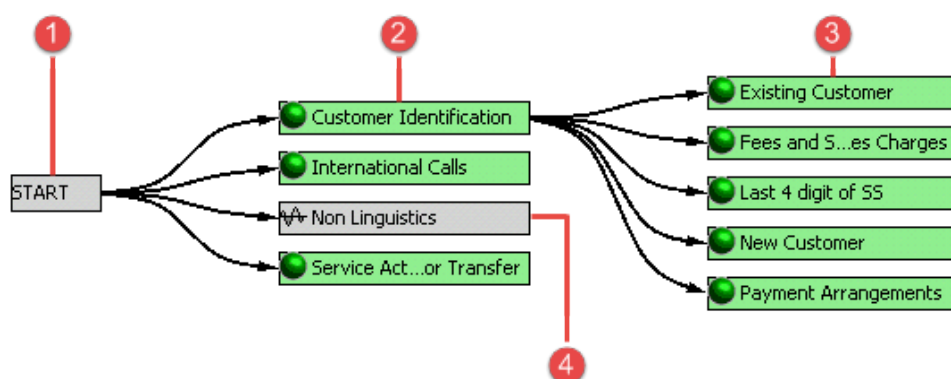 1
2
3
Existing Customer
Customer Identification
Fees and S...es Charges
International Calls
START
Last 4 digit of SS
Non Linguistics
New Customer
Service Act...or Transfer
Payment Arrangements
4